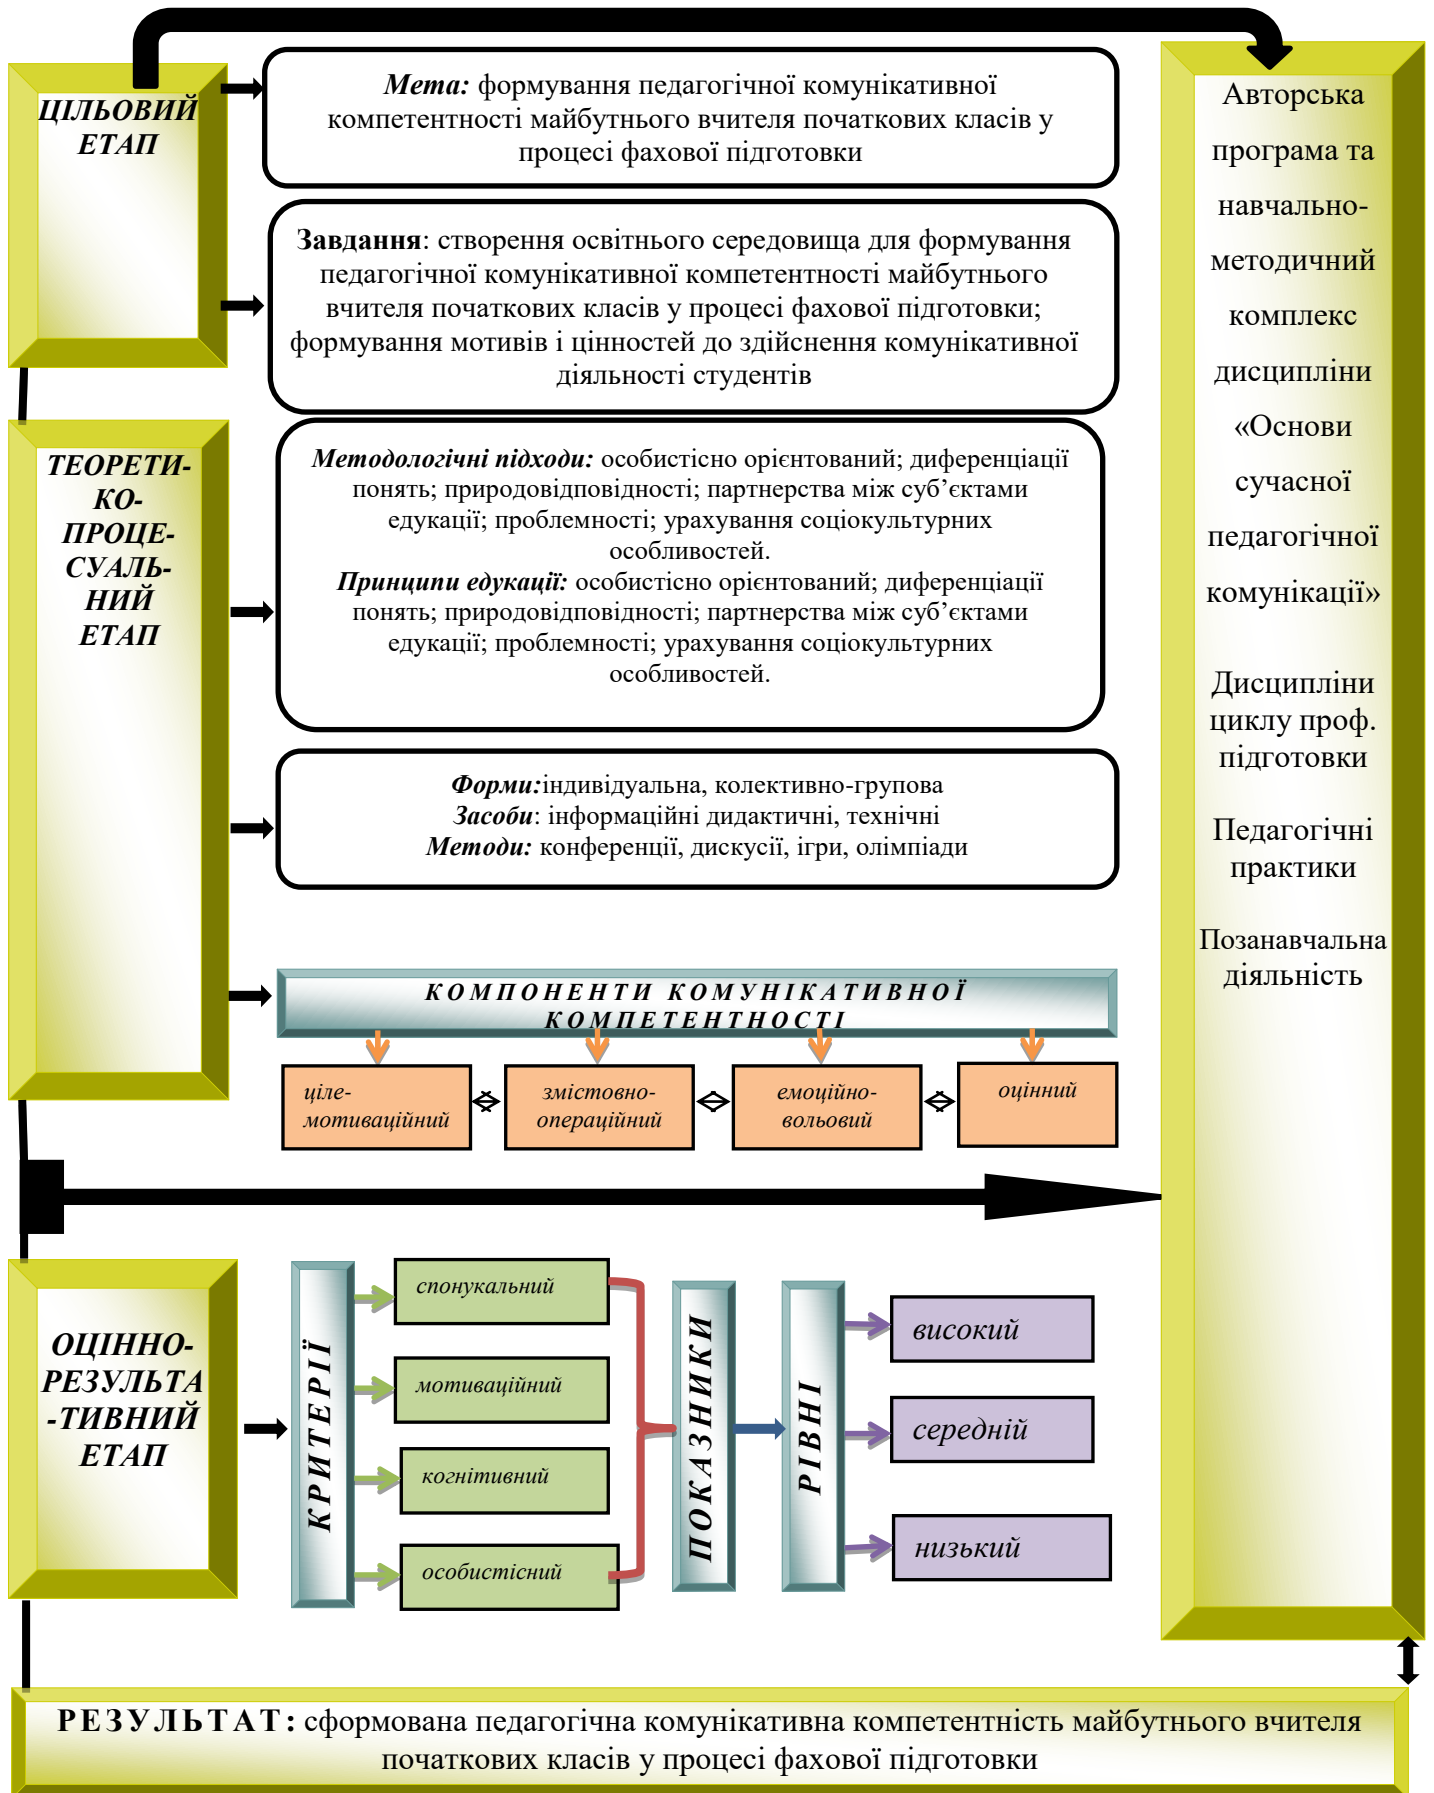 ЦІЛЬОВИЙ
ЕТАП
Мета: формування педагогічної комунікативної
компетентності майбутнього вчителя початкових класів у
процесі фахової підготовки
Завдання: створення освітнього середовища для формування
педагогічної комунікативної компетентності майбутнього
вчителя початкових класів у процесі фахової підготовки;
формування мотивів і цінностей до здійснення комунікативної
діяльності студентів
ТЕОРЕТИ-
КО-
ПРОЦЕ-
СУАЛЬ-
НИЙ
ЕТАП
Методологічні підходи: особистісно орієнтований; диференціації
понять; природовідповідності; партнерства між суб’єктами
едукації; проблемності; урахування соціокультурних
особливостей.
Принципи едукації: особистісно орієнтований; диференціації
понять; природовідповідності; партнерства між суб’єктами
едукації; проблемності; урахування соціокультурних
особливостей.
Форми:індивідуальна, колективно-групова
Засоби: інформаційні дидактичні, технічні
Методи: конференції, дискусії, ігри, олімпіади
КОМПОНЕНТИ КОМУНІКАТИВНОЇ
КОМПЕТЕНТНОСТІ
ціле-
мотиваційний
змістовно-
операційний
емоційно-
вольовий
оцінний
ОЦІННО-
РЕЗУЛЬТА
-ТИВНИЙ
ЕТАП
КРИТЕРІЇ
спонукальний
мотиваційний
когнітивний
особистісний
ПОКАЗНИКИ
РІВНІ
високий
середній
низький
Авторська
програма та
навчально-
методичний
комплекс
дисципліни
«Основи
сучасної
педагогічної
комунікації»
Дисципліни
циклу проф.
підготовки
Педагогічні
практики
Позанавчальна
діяльність
РЕЗУЛЬТАТ: сформована педагогічна комунікативна компетентність майбутнього вчителя
початкових класів у процесі фахової підготовки